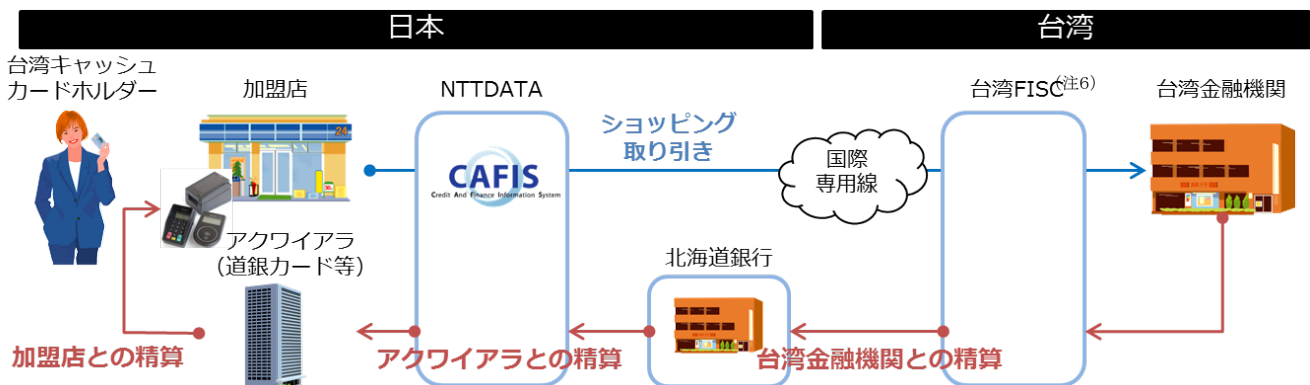 日本
台湾
台湾キャッシュ
カードホルダー
加盟店
NTTDATA
台湾FISC(注6)
台湾金融機関
24
ショッピング
取り引き
CAFIS
Credit And Finance Information System
国際
専用線
アクワイアラ
(道銀カード等)
北海道銀行
加盟店との精算
アクワイアラとの精算
台湾金融機関との精算